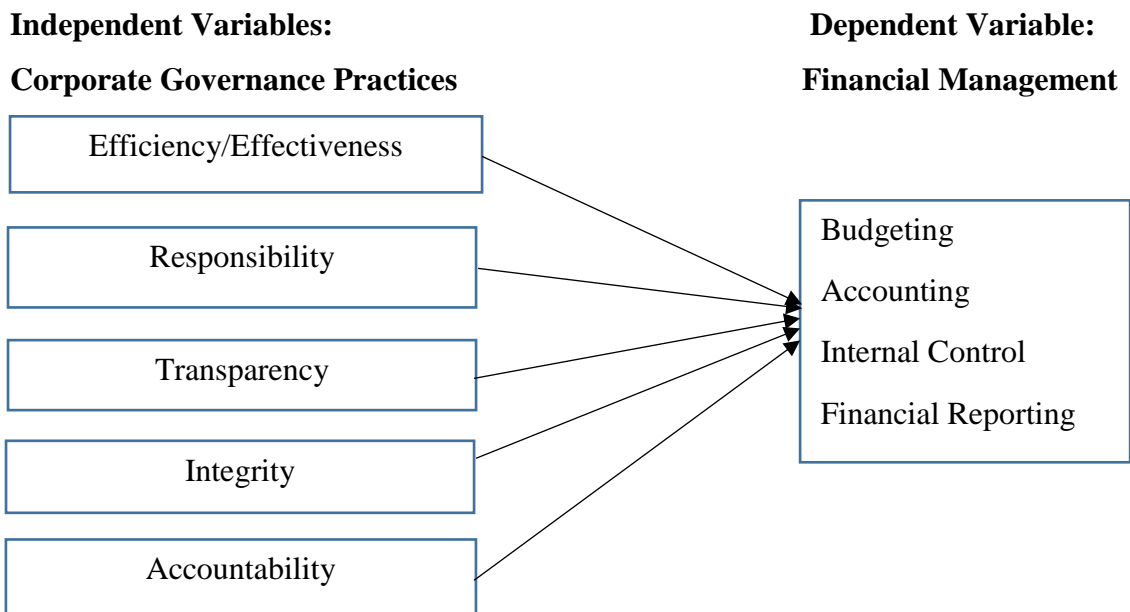 Independent Variables:
Corporate Governance Practices
Efficiency/Effectiveness
Responsibility
Transparency
Integrity
Accountability
Dependent Variable:
Financial Management
Budgeting
Accounting
Internal Control
Financial Reporting